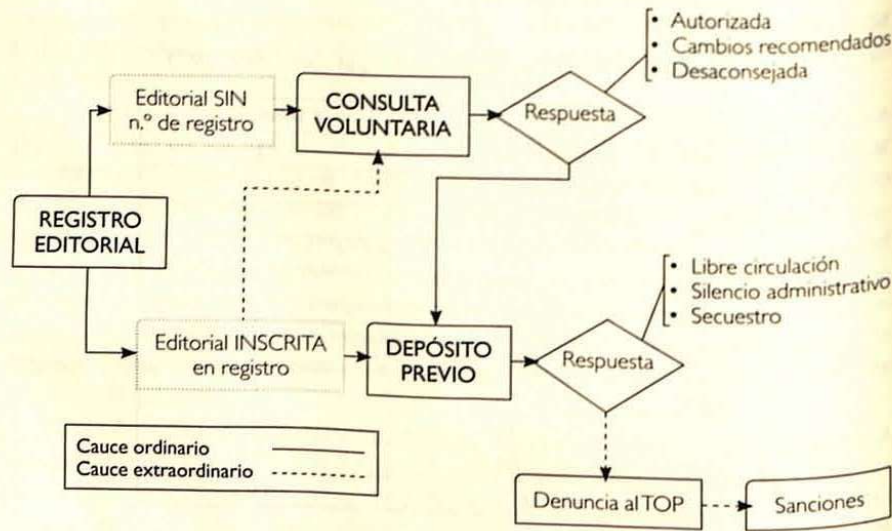 • Autorizada
• Cambios recomendados
• Desaconsejada
Editorial SIN
n.º de registro
CONSULTA
VOLUNTARIA
Respuesta
REGISTRO
EDITORIAL
• Libre circulación
• Silencio administrativo
• Secuestro
Editorial INSCRITA
en registro
DEPÓSITO
PREVIO
Respuesta
Cauce ordinario
Cauce extraordinario
Denuncia al TOP
Sanciones